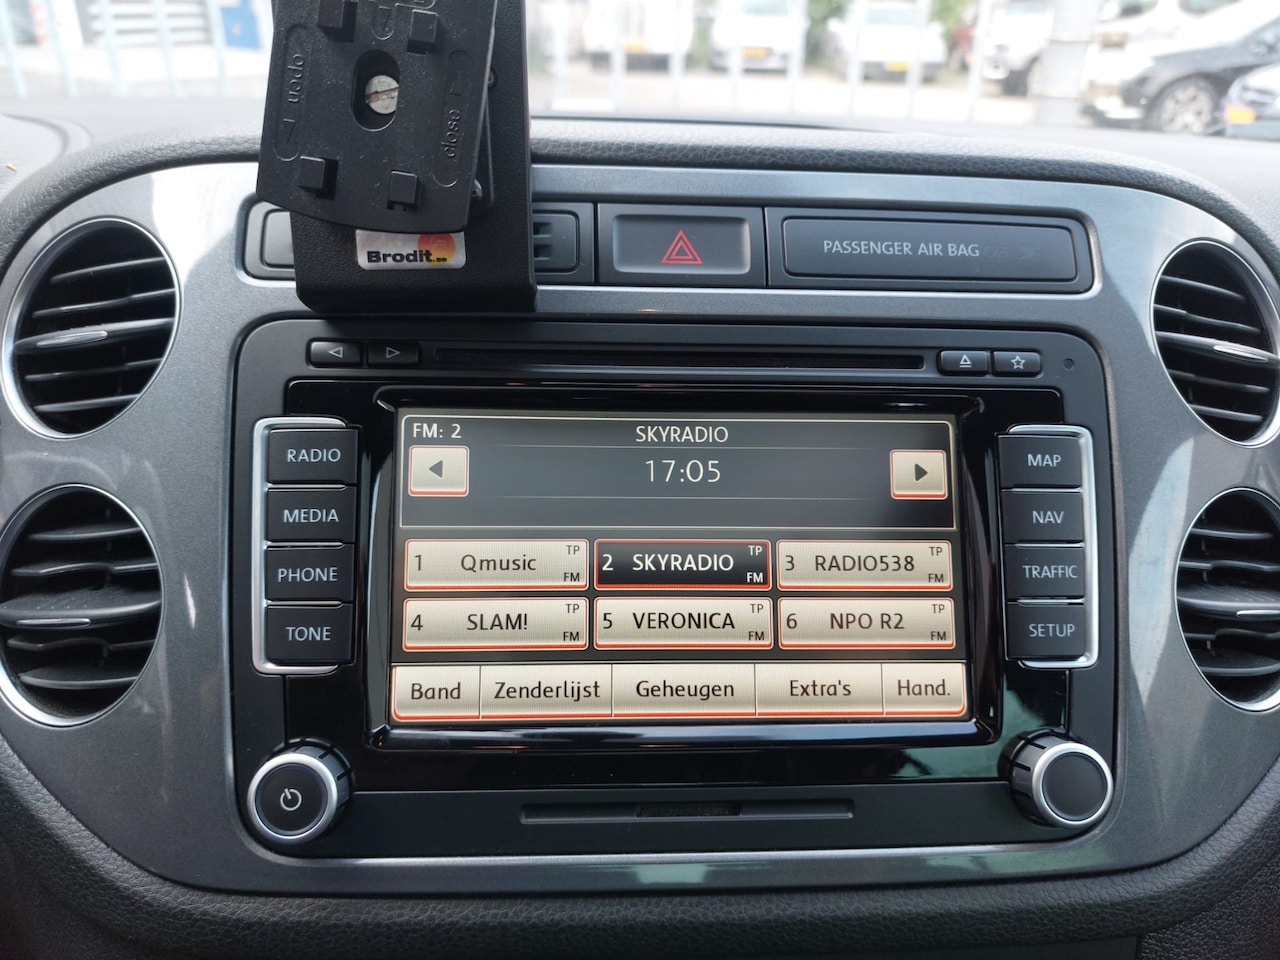 open
close
Brodit.se
PASSENGER AIR BAG
RADIO
MEDIA
PHONE
TONE
FM: 2
SKYRADIO
17:05
1 Qmusic TP FM
2 SKYRADIO TP FM
3 RADIO538 TP FM
4 SLAM! TP FM
5 VERONICA TP FM
6 NPO R2 TP FM
Band
Zenderlijst
Geheugen
Extra's
Hand.
MAP
NAV
TRAFFIC
SETUP